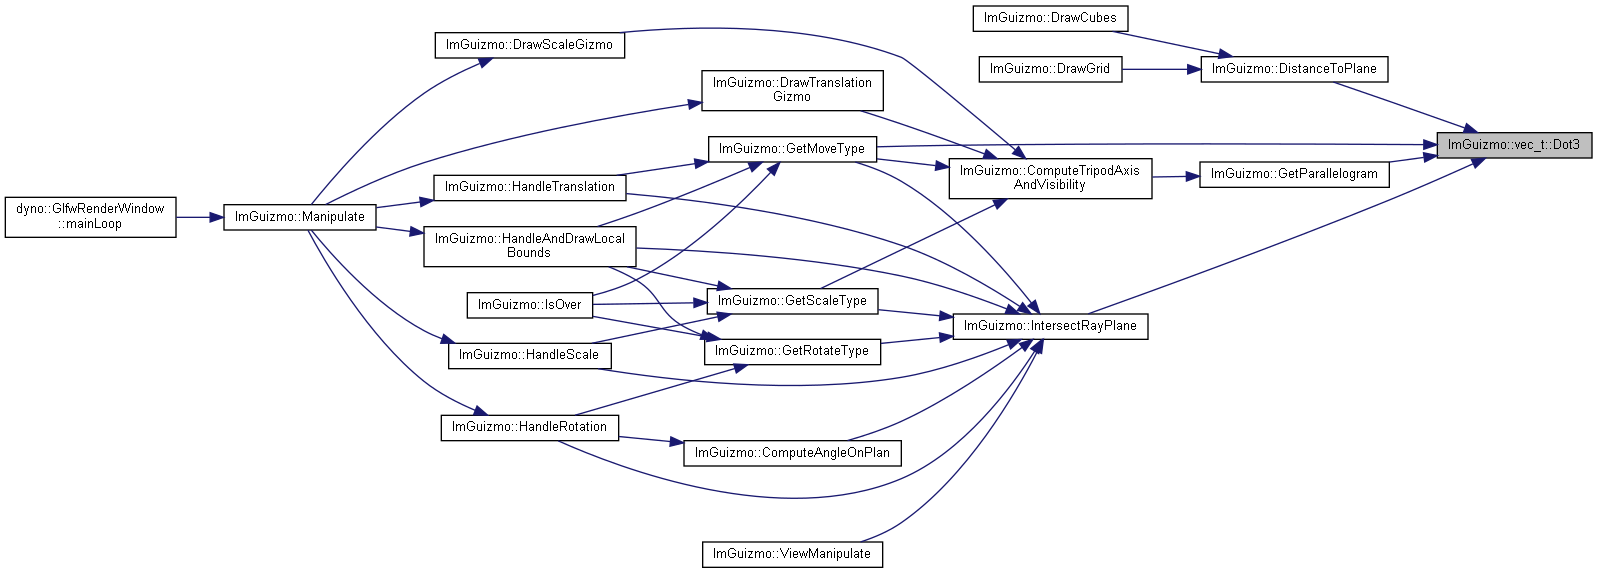 ImGuizmo::DrawCubes
ImGuizmo::DrawScaleGizmo
ImGuizmo::DrawGrid
ImGuizmo::DistanceToPlane
ImGuizmo::DrawTranslation
Gizmo
ImGuizmo::GetMoveType
ImGuizmo::vec_t::Dot3
ImGuizmo::ComputeTripodAxis
AndVisibility
ImGuizmo::GetParallelogram
ImGuizmo::HandleTranslation
dyno::GlfwRenderWindow
::mainLoop
ImGuizmo::Manipulate
ImGuizmo::HandleAndDrawLocal
Bounds
ImGuizmo::IsOver
ImGuizmo::GetScaleType
ImGuizmo::IntersectRayPlane
ImGuizmo::HandleScale
ImGuizmo::GetRotateType
ImGuizmo::HandleRotation
ImGuizmo::ComputeAngleOnPlan
ImGuizmo::ViewManipulate